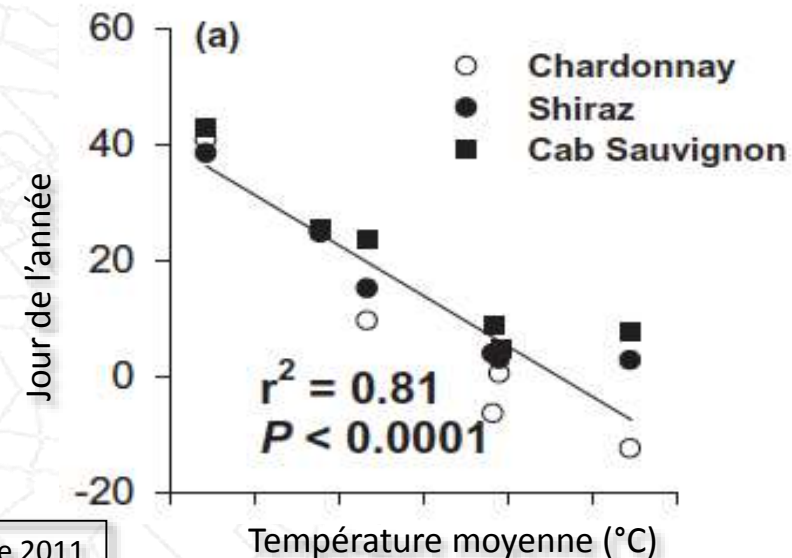 60
(a)
Chardonnay
Shiraz
Cab Sauvignon
40
20
0
-20
Jour de l'année
r² = 0.81
P < 0.0001
Température moyenne (°C)
e 2011